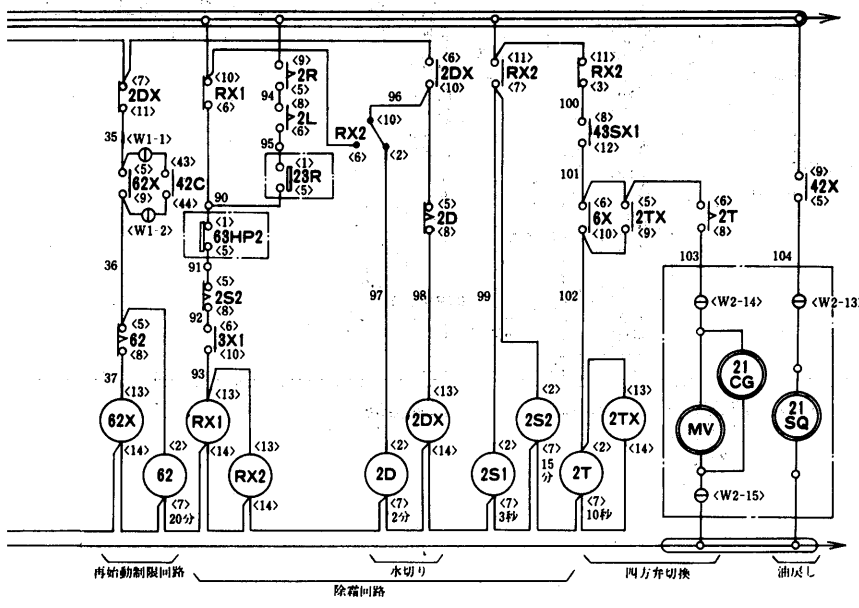 <7>
2DX
<11>
35
<W1-1>
<5>
62X
<9>
<43>
42C
<44>
<W1-2>
36
<5>
62
<8>
37
<13>
62X
<14>
<2>
62
<7>
20分
<10>
RX1
<6>
90
<1>
63HP2
<5>
91
<5>
2S2
<8>
92
<6>
3X1
<10>
93
<13>
RX1
<14>
<13>
RX2
<14>
<9>
2R
<5>
94
<8>
2L
<6>
95
<1>
23R
<5>
RX2
<6>
<10>
<2>
96
97
<2>
2D
<7>
2分
<6>
2DX
<10>
<5>
2D
<8>
98
<13>
2DX
<14>
<11>
RX2
<7>
99
<2>
2S1
<7>
3秒
<2>
2S2
<7>
15
分
<11>
RX2
<3>
100
<8>
43SX1
<12>
101
<6>
6X
<10>
<5>
2TX
<9>
102
<2>
2T
<7>
10秒
<13>
2TX
<14>
<6>
2T
<8>
103
<W2-14>
21
CG
MV
<W2-15>
<9>
42X
<5>
104
<W2-13
21
SQ
再始動制限回路
水切り
四方弁切換
油戻し
除霜回路